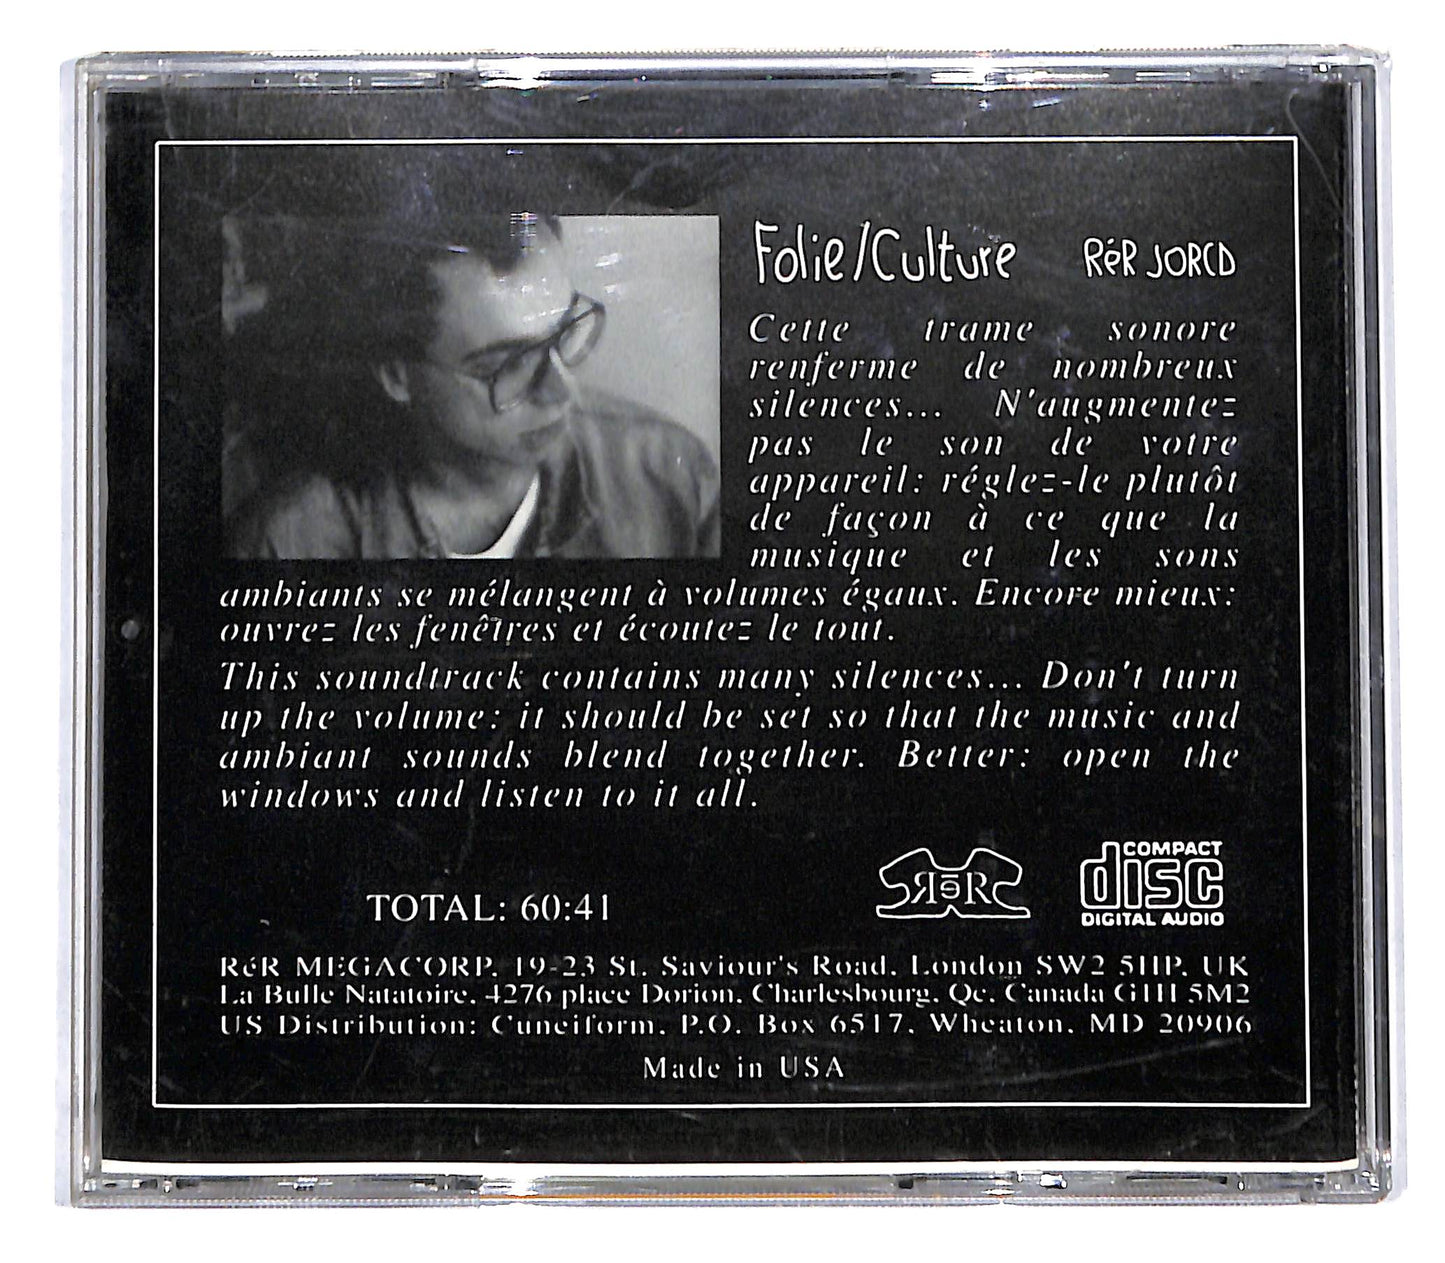 Folie/Culture RéR JORCD
Cette trame sonore
renferme de nombreux
silences... N'augmentez
pas le son de votre
appareil: réglez-le plutôt
de façon à ce que la
musique et les sons
ambiants se mélangent à volumes égaux. Encore mieux:
ouvrez les fenêtres et écoutez le tout.
This soundtrack contains many silences... Don't turn
up the volume: it should be set so that the music and
ambiant sounds blend together. Better: open the
windows and listen to it all.
RēR
COMPACT
disc
DIGITAL AUDIO
TOTAL: 60:41
RéR MEGACORP, 19-23 St. Saviour's Road, London SW2 5HP, UK
La Bulle Natatoire, 4276 place Dorion, Charlesbourg, Qc, Canada G1H 5M2
US Distribution: Cuneiform, P.O. Box 6517, Wheaton, MD 20906
Made in USA